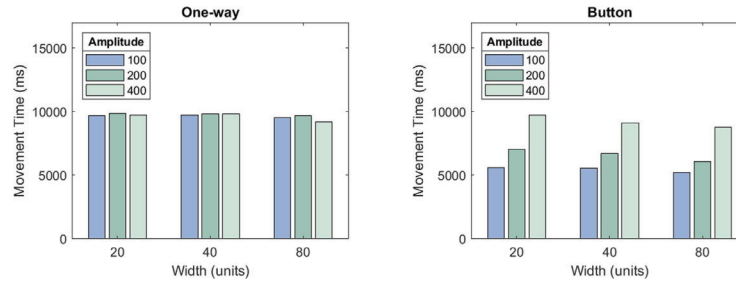 One-way
Movement Time (ms)
15000
10000
5000
0
Amplitude
100
200
400
20 40 80
Width (units)
Button
Movement Time (ms)
15000
10000
5000
0
Amplitude
100
200
400
20 40 80
Width (units)